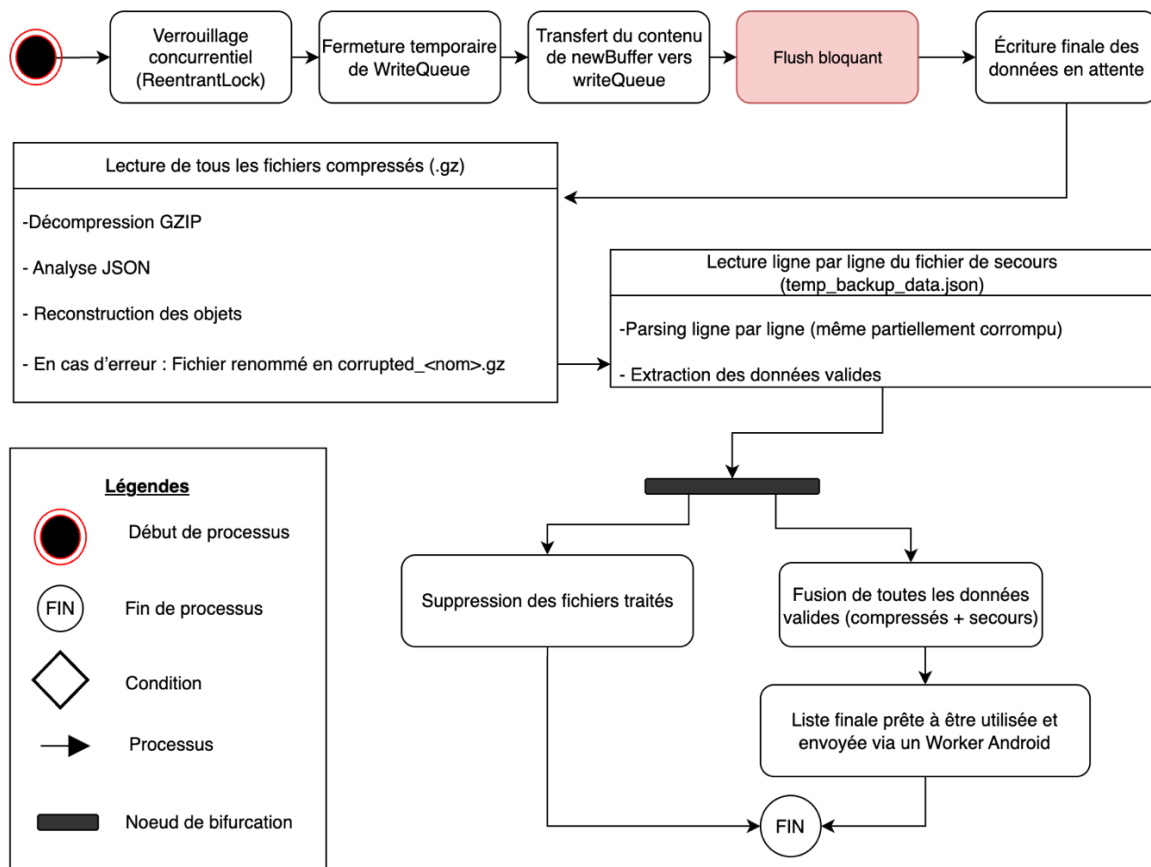 Verrouillage
concurrentiel
(ReentrantLock)
Fermeture temporaire
de WriteQueue
Transfert du contenu
de newBuffer vers
writeQueue
Flush bloquant
Écriture finale des
données en attente
Lecture de tous les fichiers compressés (.gz)
-Décompression GZIP
- Analyse JSON
- Reconstruction des objets
- En cas d'erreur : Fichier renommé en corrupted_<nom>.gz
Lecture ligne par ligne du fichier de secours
(temp_backup_data.json)
-Parsing ligne par ligne (même partiellement corrompu)
- Extraction des données valides
Suppression des fichiers traités
Fusion de toutes les données
valides (compressés + secours)
Liste finale prête à être utilisée et
envoyée via un Worker Android
FIN
Légendes
Début de processus
FIN
Fin de processus
Condition
Processus
Noeud de bifurcation